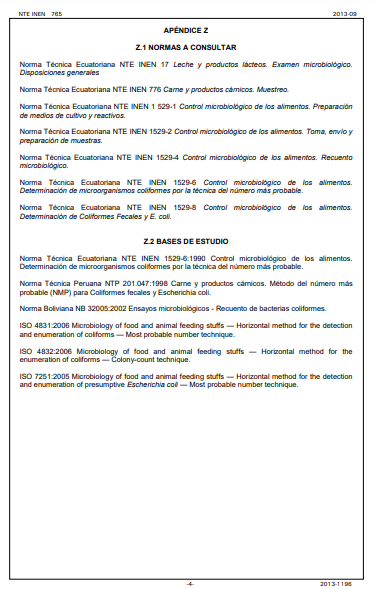 NTE INEN 765 2013-09
APÉNDICE Z
Z.1 NORMAS A CONSULTAR
Norma Técnica Ecuatoriana NTE INEN 17 Leche y productos lácteos. Examen microbiológico.
Disposiciones generales
Norma Técnica Ecuatoriana NTE INEN 776 Carne y productos cárnicos. Muestreo.
Norma Técnica Ecuatoriana NTE INEN 1 529-1 Control microbiológico de los alimentos. Preparación
de medios de cultivo y reactivos.
Norma Técnica Ecuatoriana NTE INEN 1529-2 Control microbiológico de los alimentos. Toma, envío y
preparación de muestras.
Norma Técnica Ecuatoriana NTE INEN 1529-4 Control microbiológico de los alimentos. Recuento
microbiológico.
Norma Técnica Ecuatoriana NTE INEN 1529-6 Control microbiológico de los alimentos.
Determinación de microorganismos coliformes por la técnica del número más probable.
Norma Técnica Ecuatoriana NTE INEN 1529-8 Control microbiológico de los alimentos.
Determinación de Coliformes Fecales y E. coli.
Z.2 BASES DE ESTUDIO
Norma Técnica Ecuatoriana NTE INEN 1529-6:1990 Control microbiológico de los alimentos.
Determinación de microorganismos coliformes por la técnica del número más probable.
Norma Técnica Peruana NTP 201.047:1998 Carne y productos cárnicos. Método del número más
probable (NMP) para Coliformes fecales y Escherichia coli.
Norma Boliviana NB 32005:2002 Ensayos microbiológicos - Recuento de bacterias coliformes.
ISO 4831:2006 Microbiology of food and animal feeding stuffs — Horizontal method for the detection
and enumeration of coliforms — Most probable number technique.
ISO 4832:2006 Microbiology of food and animal feeding stuffs — Horizontal method for the
enumeration of coliforms — Colony-count technique.
ISO 7251:2005 Microbiology of food and animal feeding stuffs — Horizontal method for the detection
and enumeration of presumptive Escherichia coli — Most probable number technique.
-4- 2013-1196